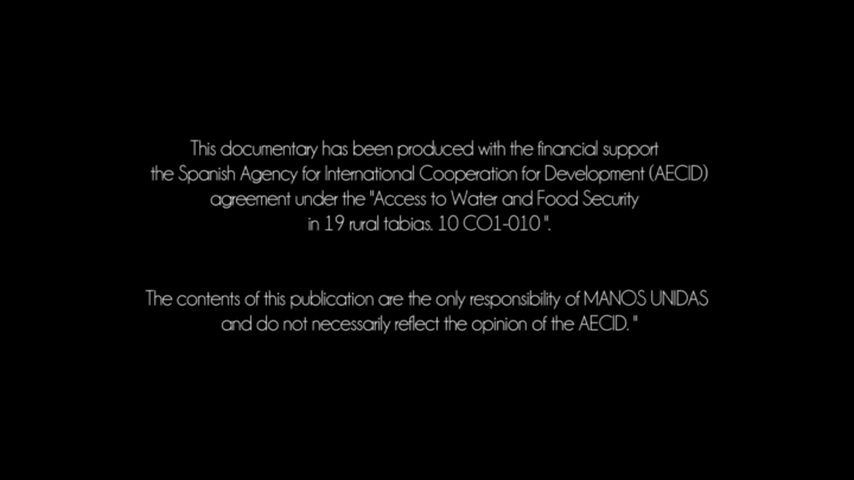 This documentary has been produced with the financial support
the Spanish Agency for International Cooperation for Development (AECID)
agreement under the "Access to Water and Food Security
in 19 rural tabias. 10 CO1-010 ".
The contents of this publication are the only responsibility of MANOS UNIDAS
and do not necessarily reflect the opinion of the AECID. "